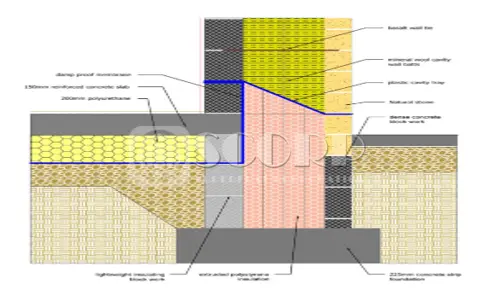 basalt wall tie
mineral wool cavity
wall batts
damp proof membrane
plastic cavity tray
150mm reinforced concrete slab
200mm polyurethane
Natural stone
dense concrete
block work
lightweight insulating
block work
extruded polystyrene
insulation
225mm concrete strip
foundation